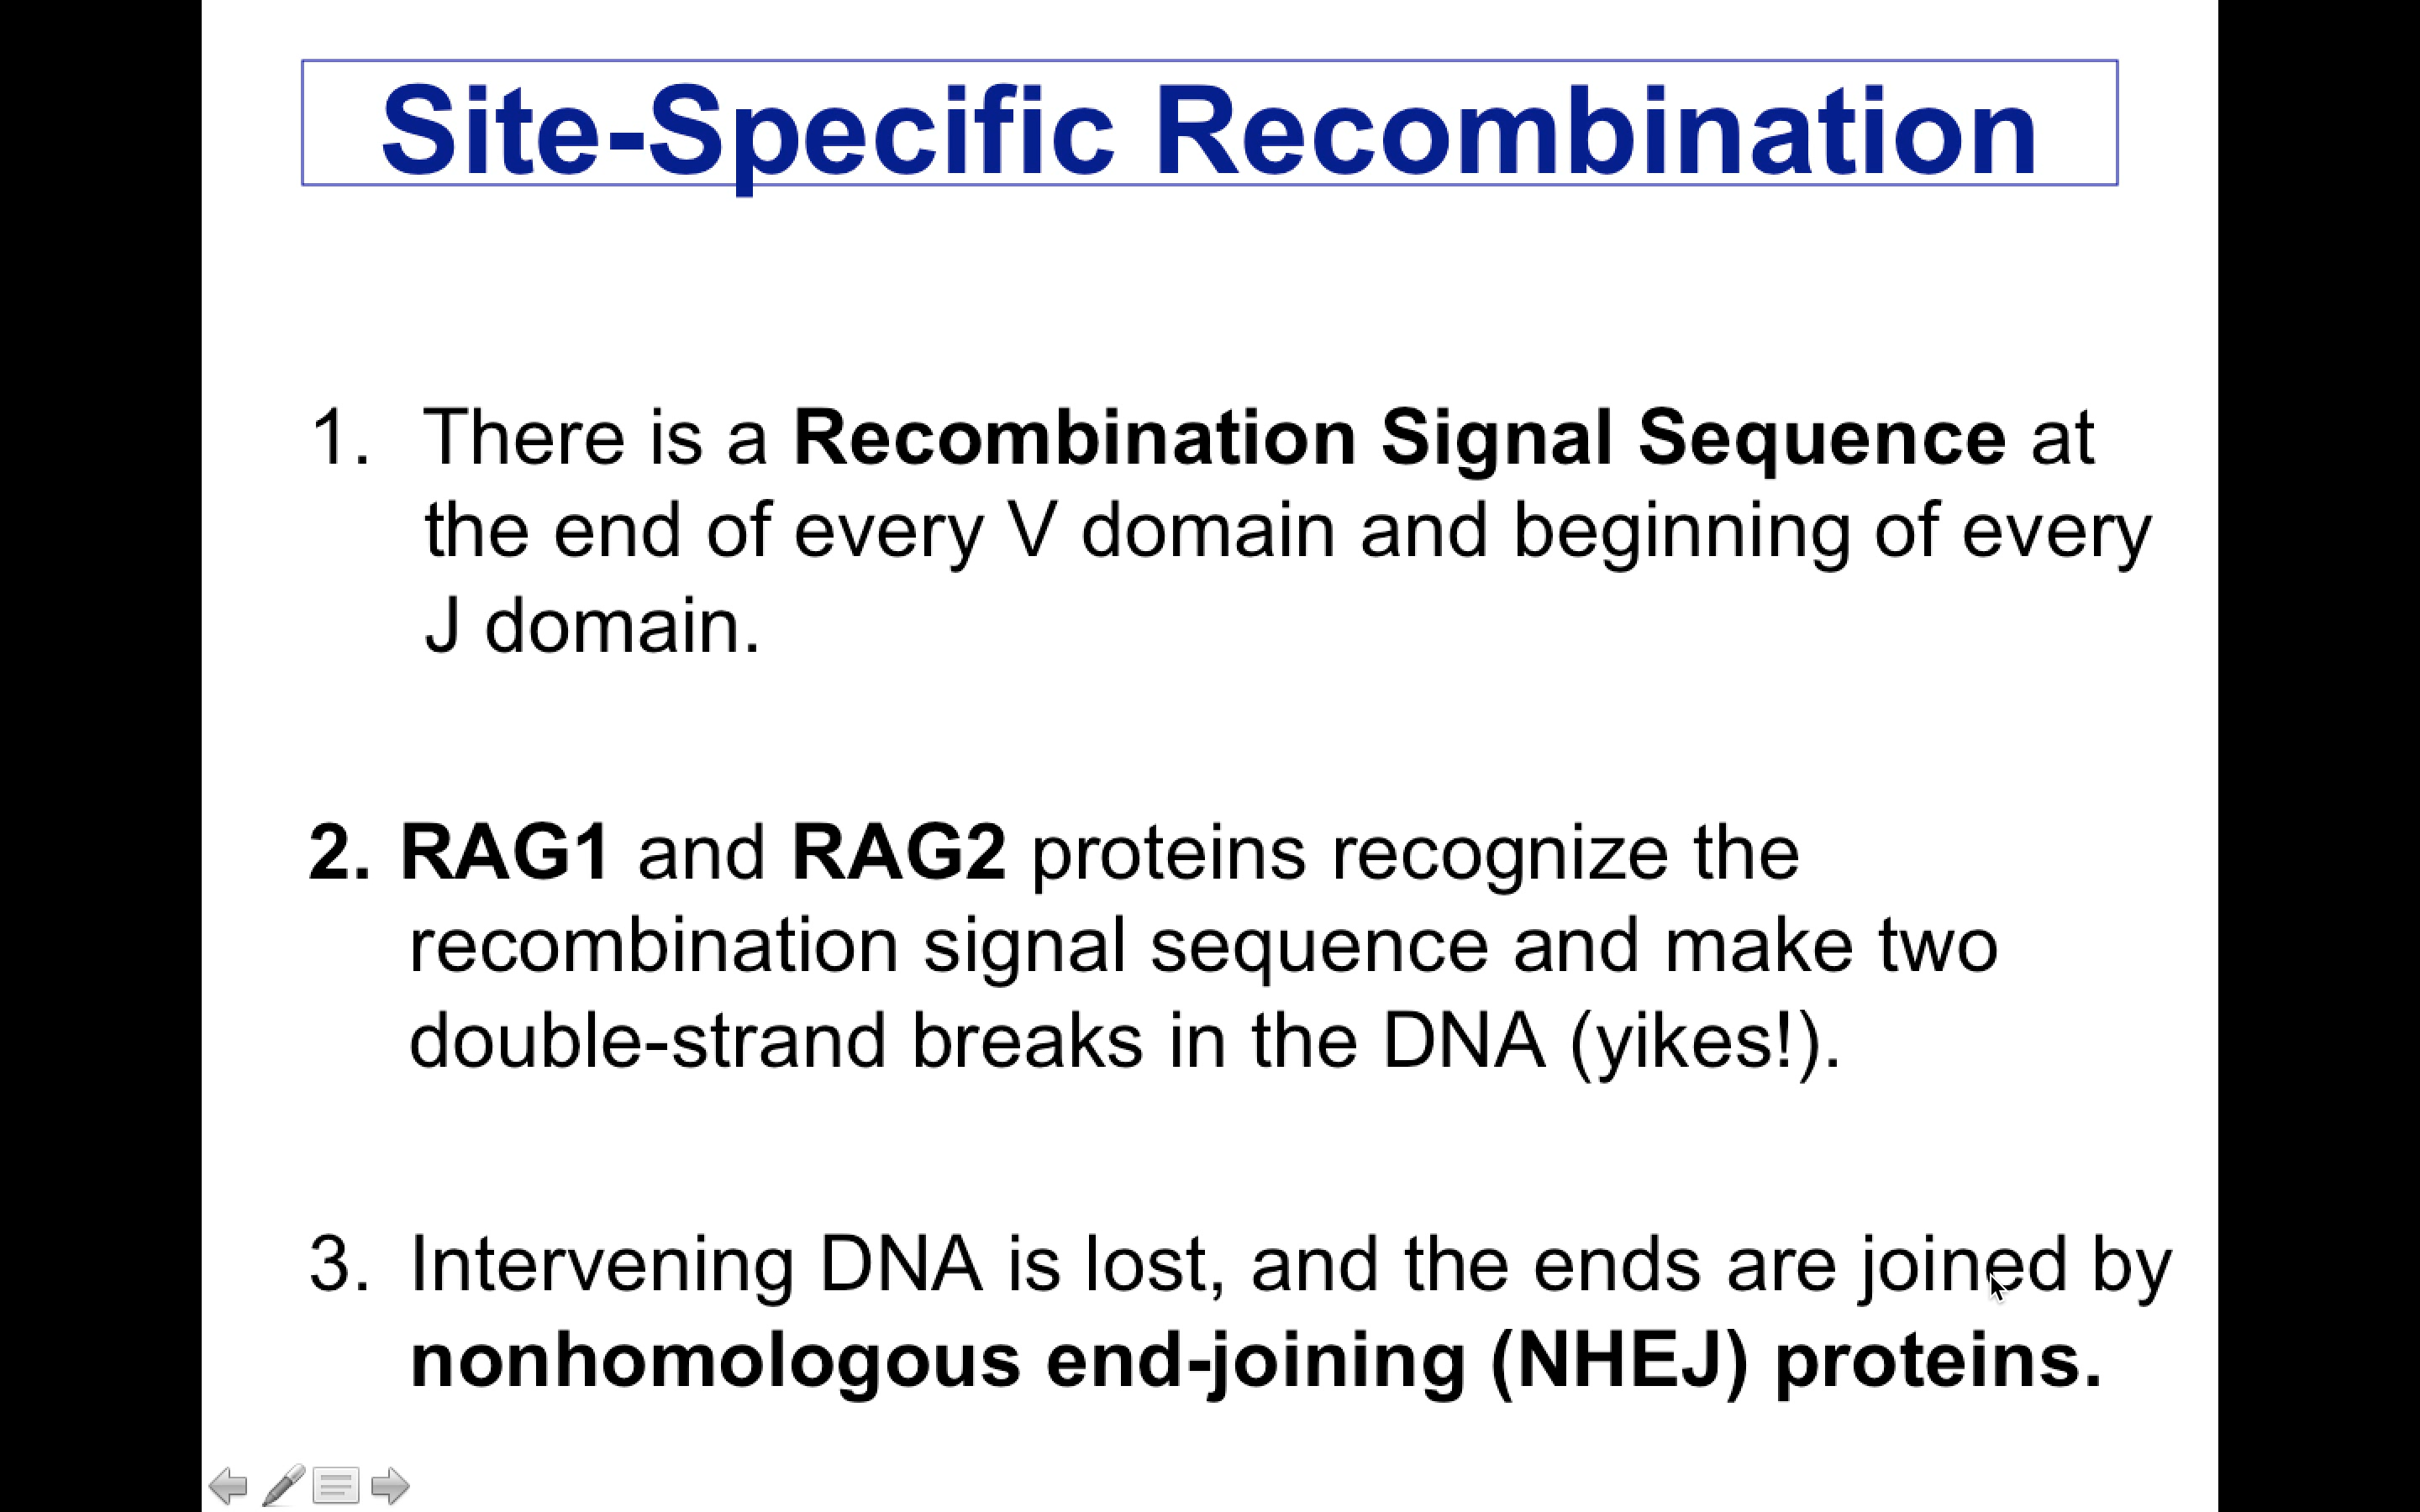 Site-Specific Recombination
1. There is a Recombination Signal Sequence at
the end of every V domain and beginning of every
J domain.
2. RAG1 and RAG2 proteins recognize the
recombination signal sequence and make two
double-strand breaks in the DNA (yikes!).
3. Intervening DNA is lost, and the ends are joined by
nonhomologous end-joining (NHEJ) proteins.